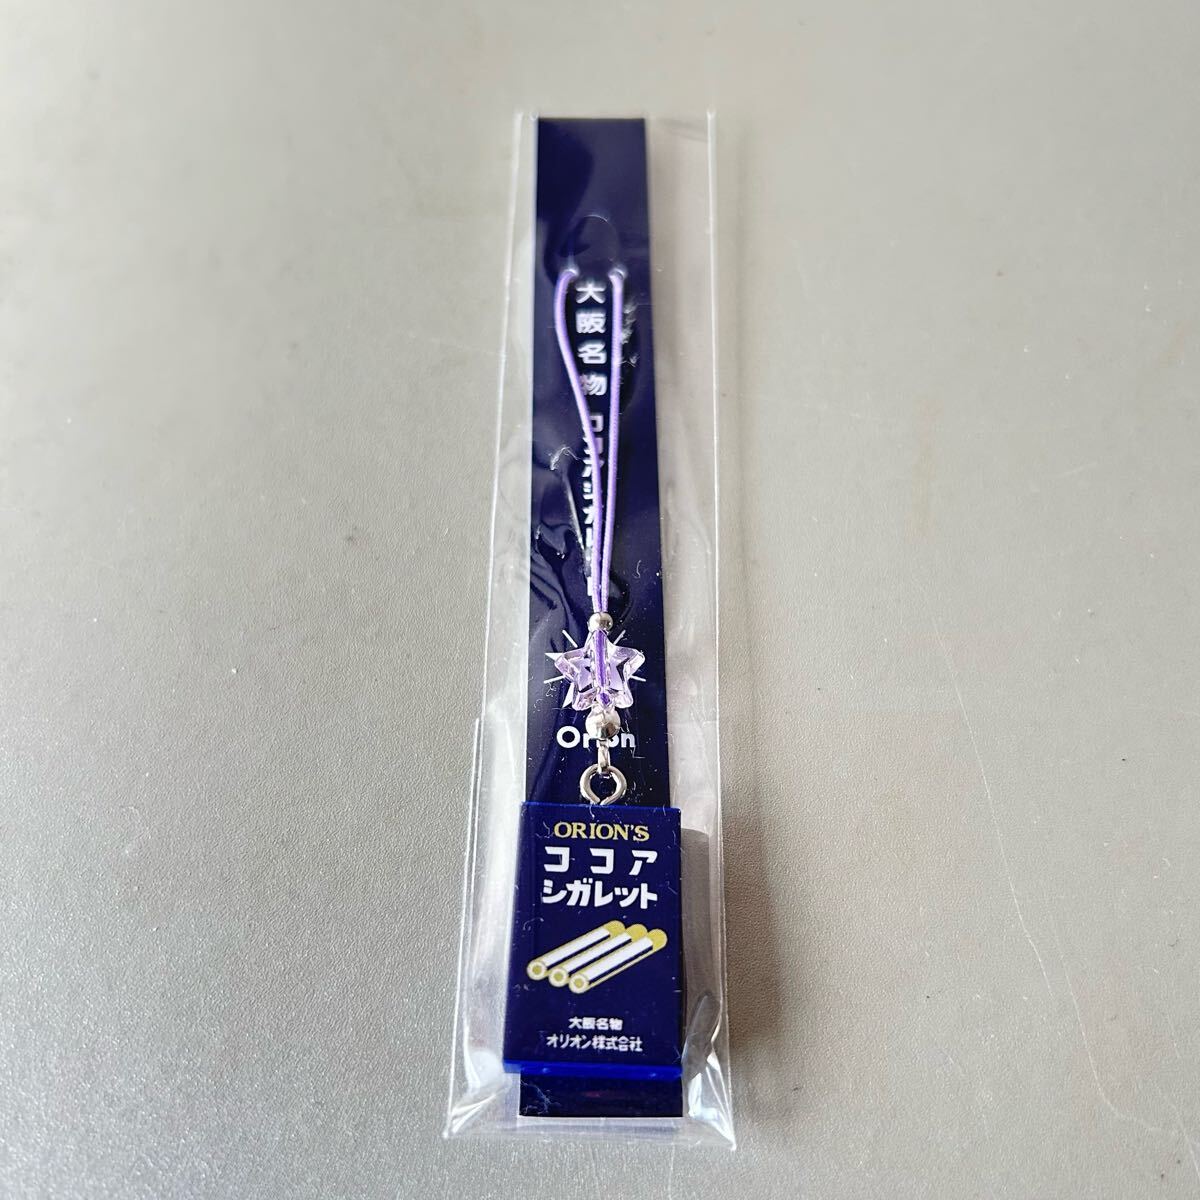 大阪名物
Orion
ORION'S
ココア
シガレット
大阪名物
オリオン株式会社